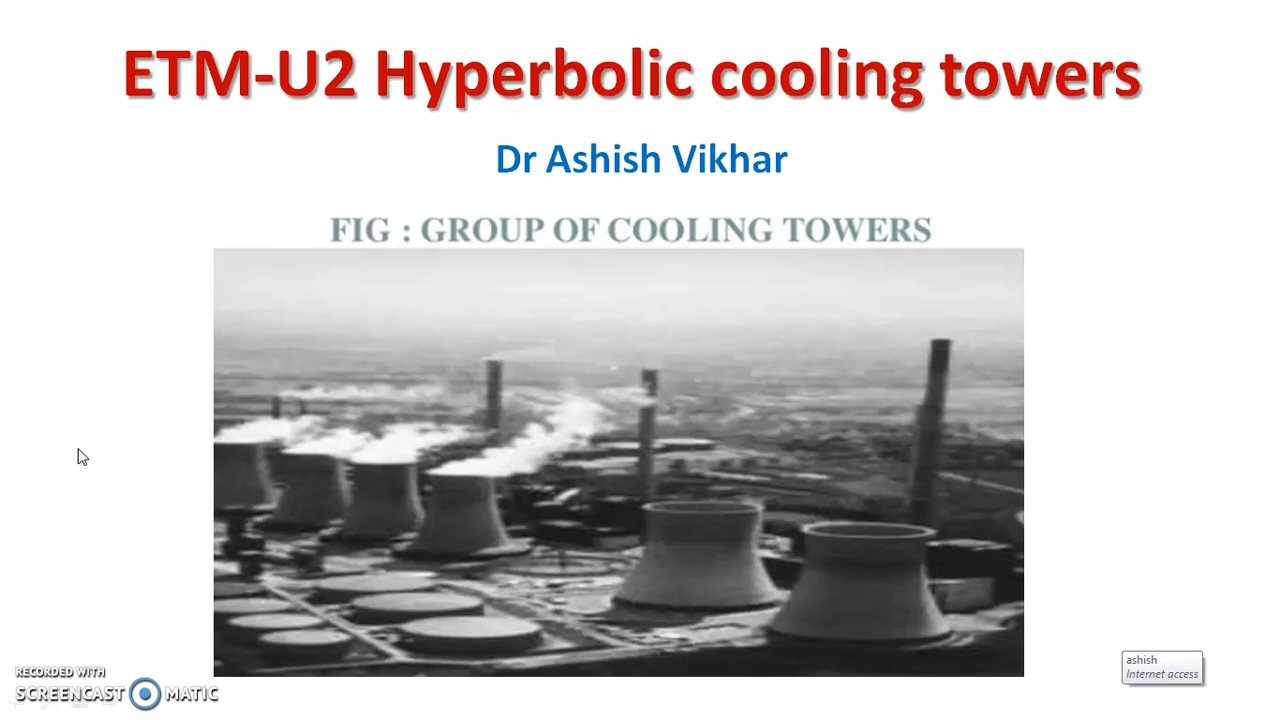 ETM-U2 Hyperbolic cooling towers
Dr Ashish Vikhar
FIG : GROUP OF COOLING TOWERS
RECORDED WITH
SCREENCAST MATIC
ashish
Internet access